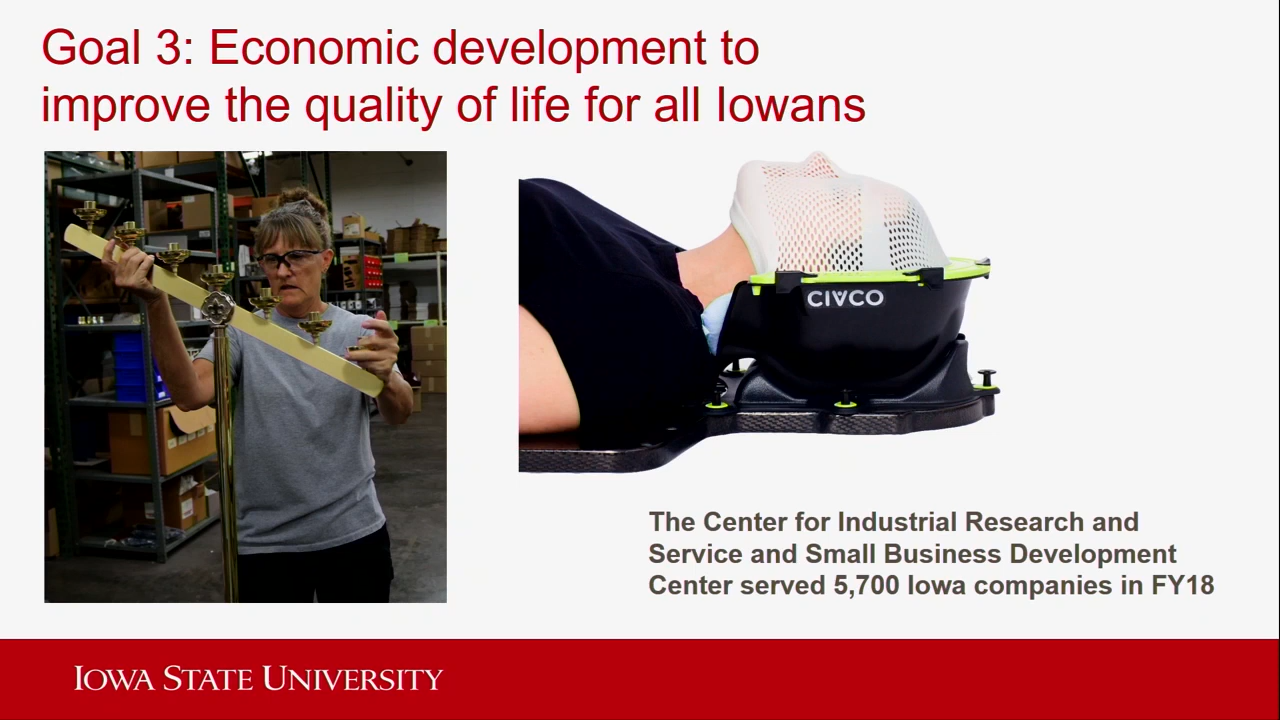 Goal 3: Economic development to
improve the quality of life for all Iowans
CIVCO
The Center for Industrial Research and
Service and Small Business Development
Center served 5,700 Iowa companies in FY18
IOWA STATE UNIVERSITY